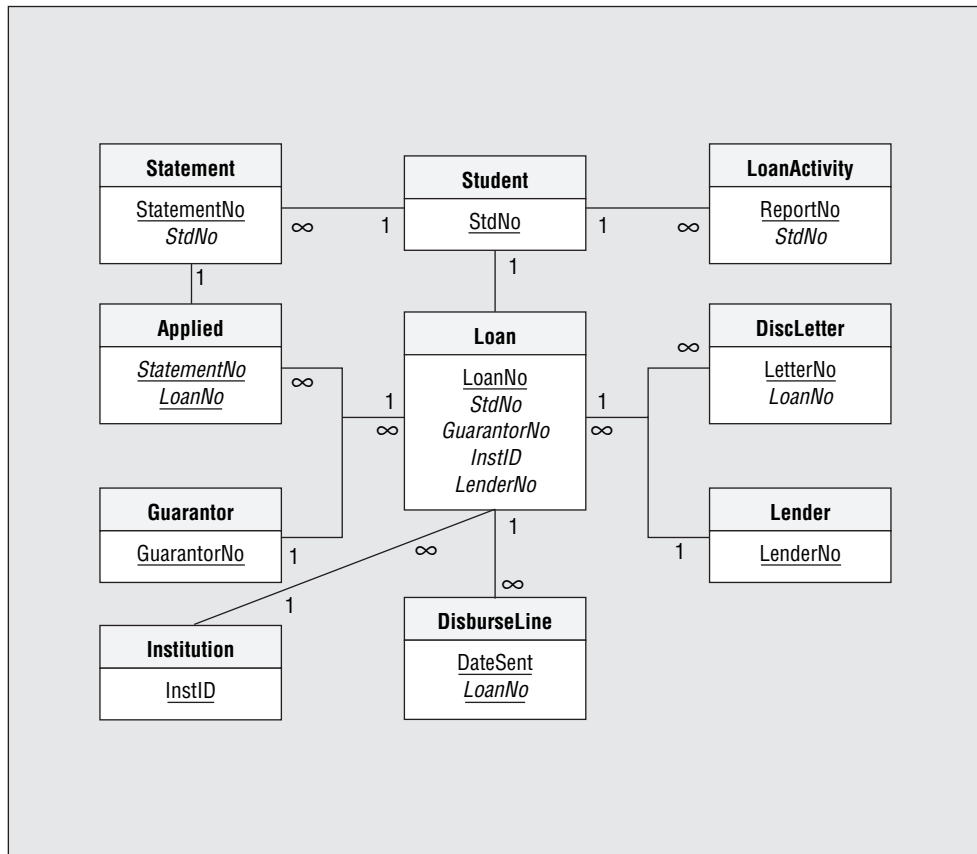 Statement
StatementNo
StdNo
Student
StdNo
LoanActivity
ReportNo
StdNo
∞
1
1
∞
1
1
Applied
StatementNo
LoanNo
∞
Loan
LoanNo
StdNo
GuarantorNo
InstID
LenderNo
1
∞
1
∞
DiscLetter
LetterNo
LoanNo
∞
Guarantor
GuarantorNo
1
Lender
LenderNo
1
∞
1
1
∞
Institution
InstID
DisburseLine
DateSent
LoanNo